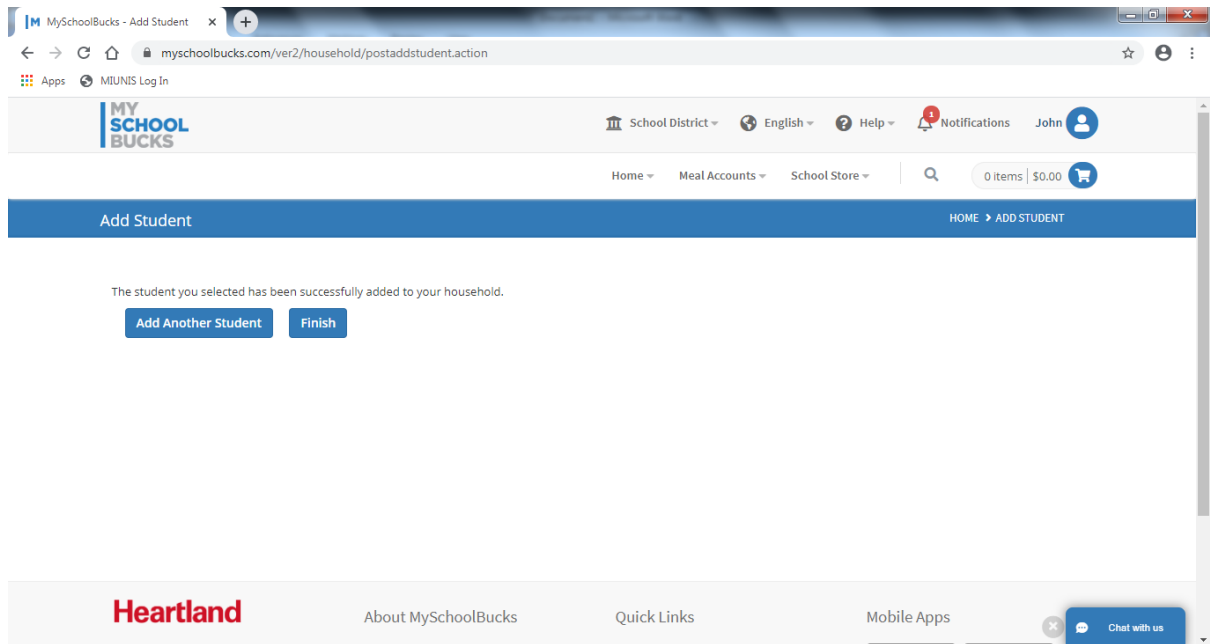 MySchoolBucks - Add Student
myschoolbucks.com/ver2/household/postaddstudent.action
Apps MIUNIS Log In
MY
SCHOOL
BUCKS
School District English Help 1 Notifications John
Home Meal Accounts School Store 0 items $0.00
Add Student HOME > ADD STUDENT
The student you selected has been successfully added to your household.
Add Another Student Finish
Heartland About MySchoolBucks Quick Links Mobile Apps
Chat with us